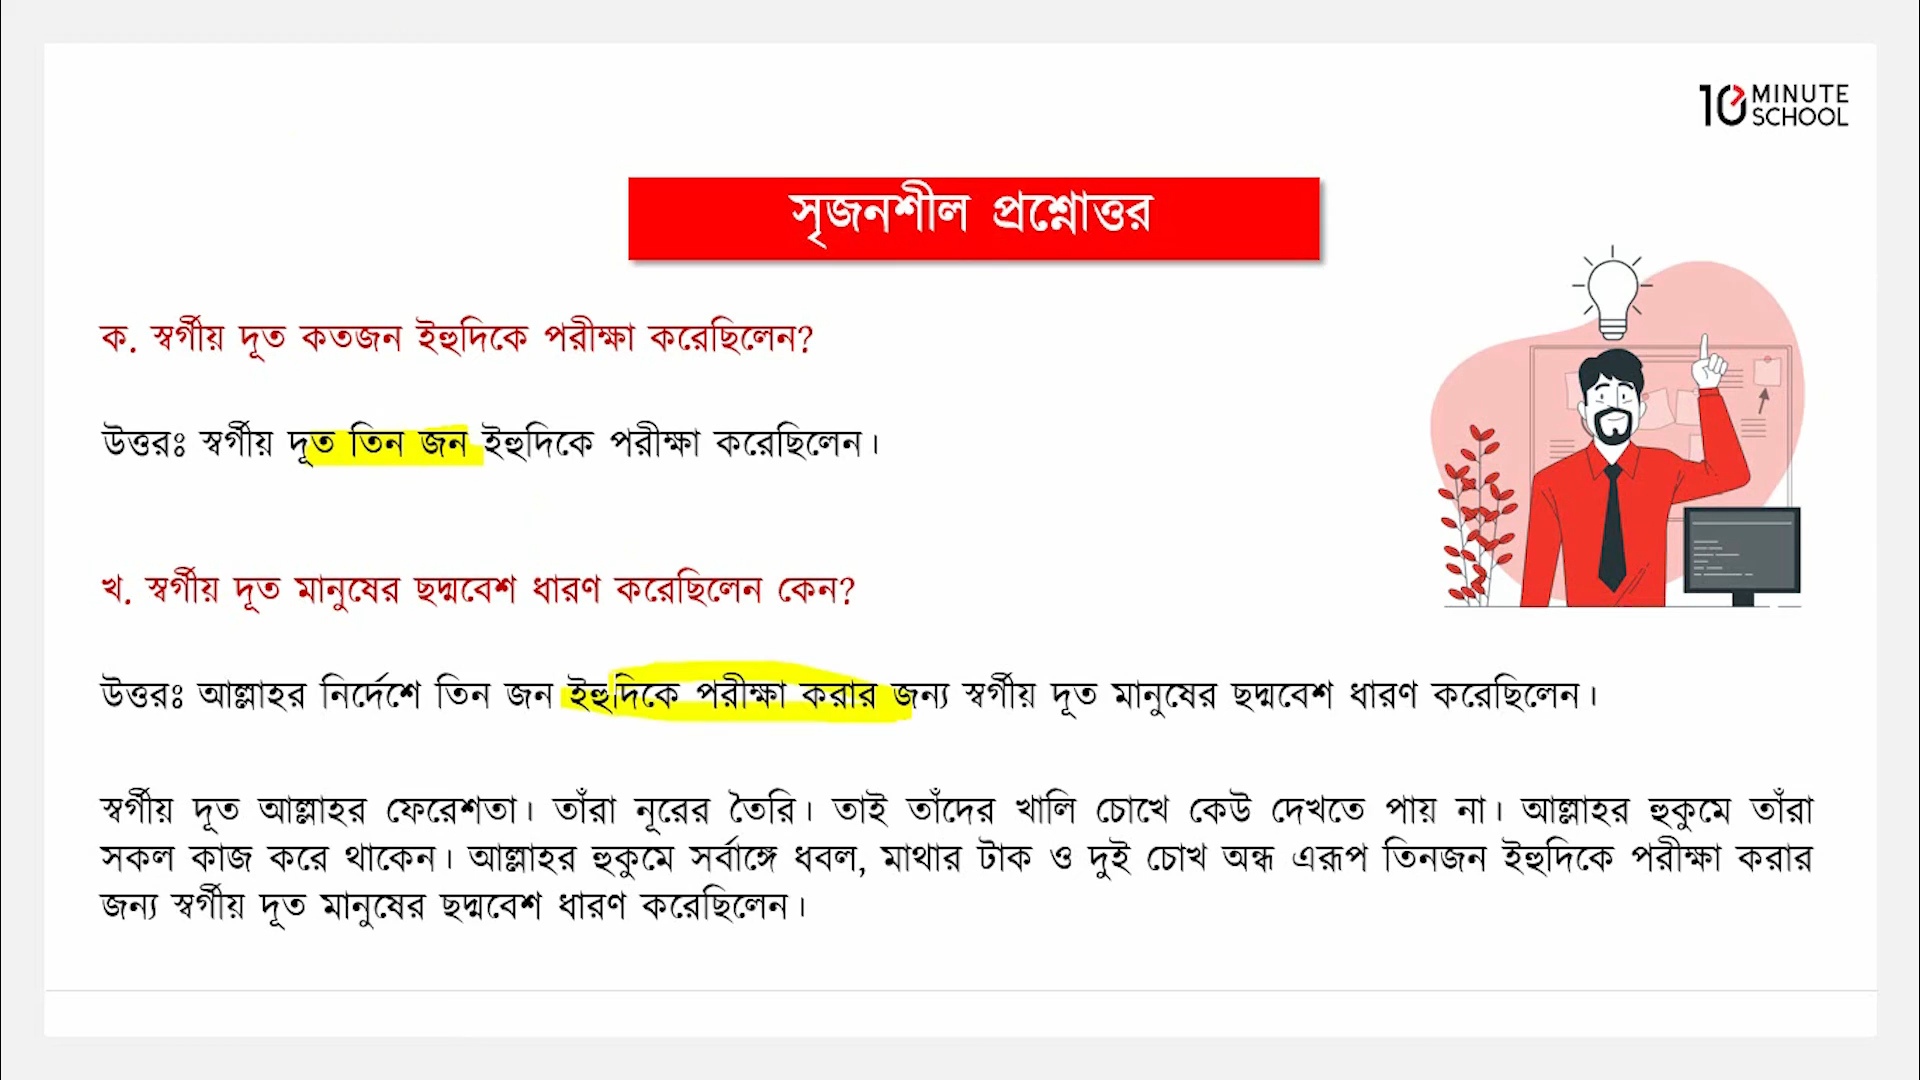 10 MINUTE
SCHOOL
সৃজনশীল প্রশ্নোত্তর
ক. স্বর্গীয় দূত কতজন ইহুদিকে পরীক্ষা করেছিলেন?
উত্তরঃ স্বর্গীয় দূত তিন জন ইহুদিকে পরীক্ষা করেছিলেন।
খ. স্বর্গীয় দূত মানুষের ছদ্মবেশ ধারণ করেছিলেন কেন?
উত্তরঃ আল্লাহর নির্দেশে তিন জন ইহুদিকে পরীক্ষা করার জন্য স্বর্গীয় দূত মানুষের ছদ্মবেশ ধারণ করেছিলেন।
স্বর্গীয় দূত আল্লাহর ফেরেশতা। তাঁরা নূরের তৈরি। তাই তাঁদের খালি চোখে কেউ দেখতে পায় না। আল্লাহর হুকুমে তাঁরা
সকল কাজ করে থাকেন। আল্লাহর হুকুমে সর্বাঙ্গে ধবল, মাথার টাক ও দুই চোখ অন্ধ এরূপ তিনজন ইহুদিকে পরীক্ষা করার
জন্য স্বর্গীয় দূত মানুষের ছদ্মবেশ ধারণ করেছিলেন।